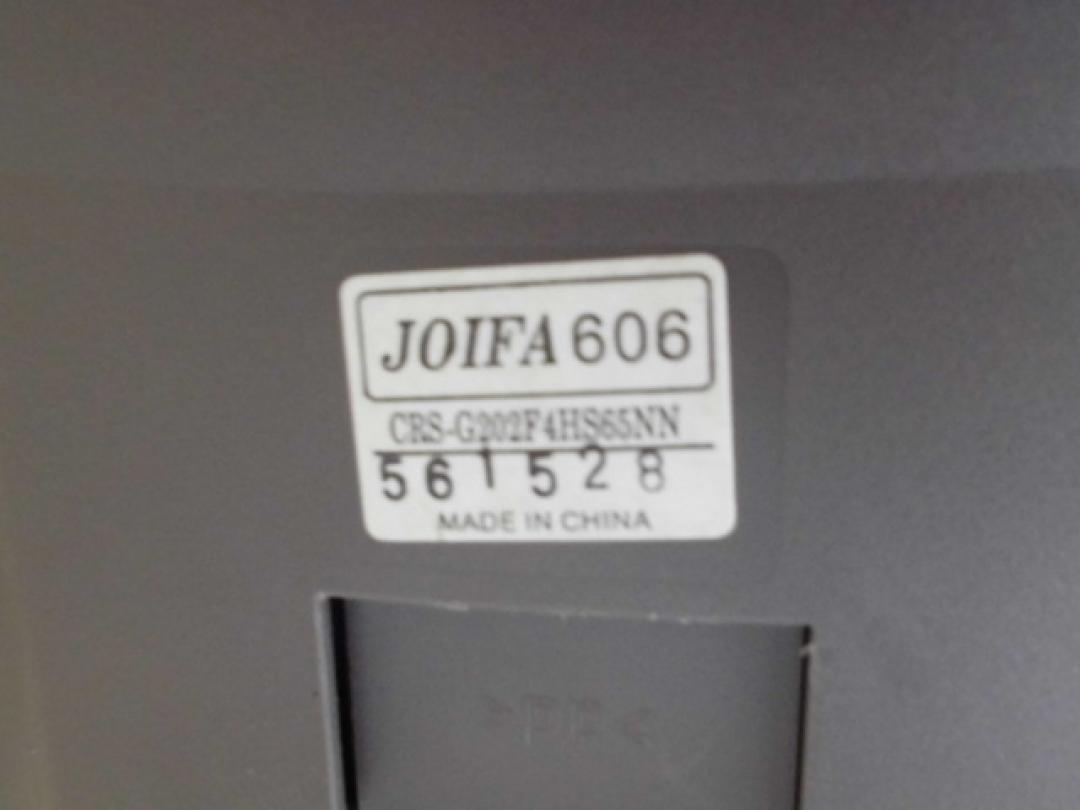 JOIFA 606
CRS-G202F4HS65NN
561528
MADE IN CHINA